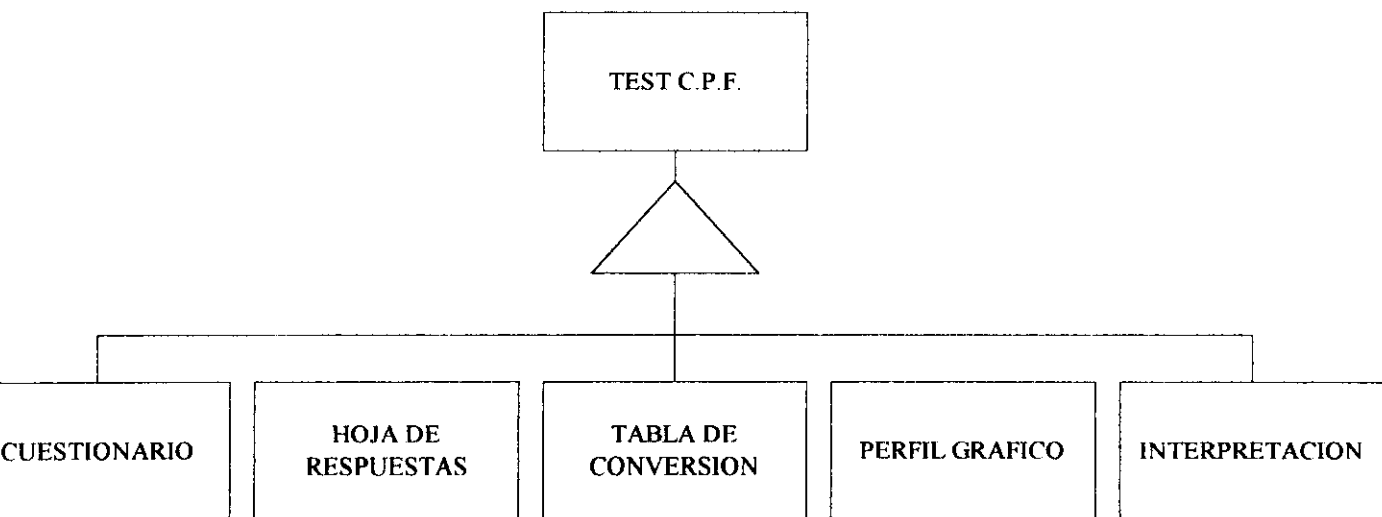 TEST C.P.F.
CUESTIONARIO
HOJA DE
RESPUESTAS
TABLA DE
CONVERSION
PERFIL GRAFICO
INTERPRETACION